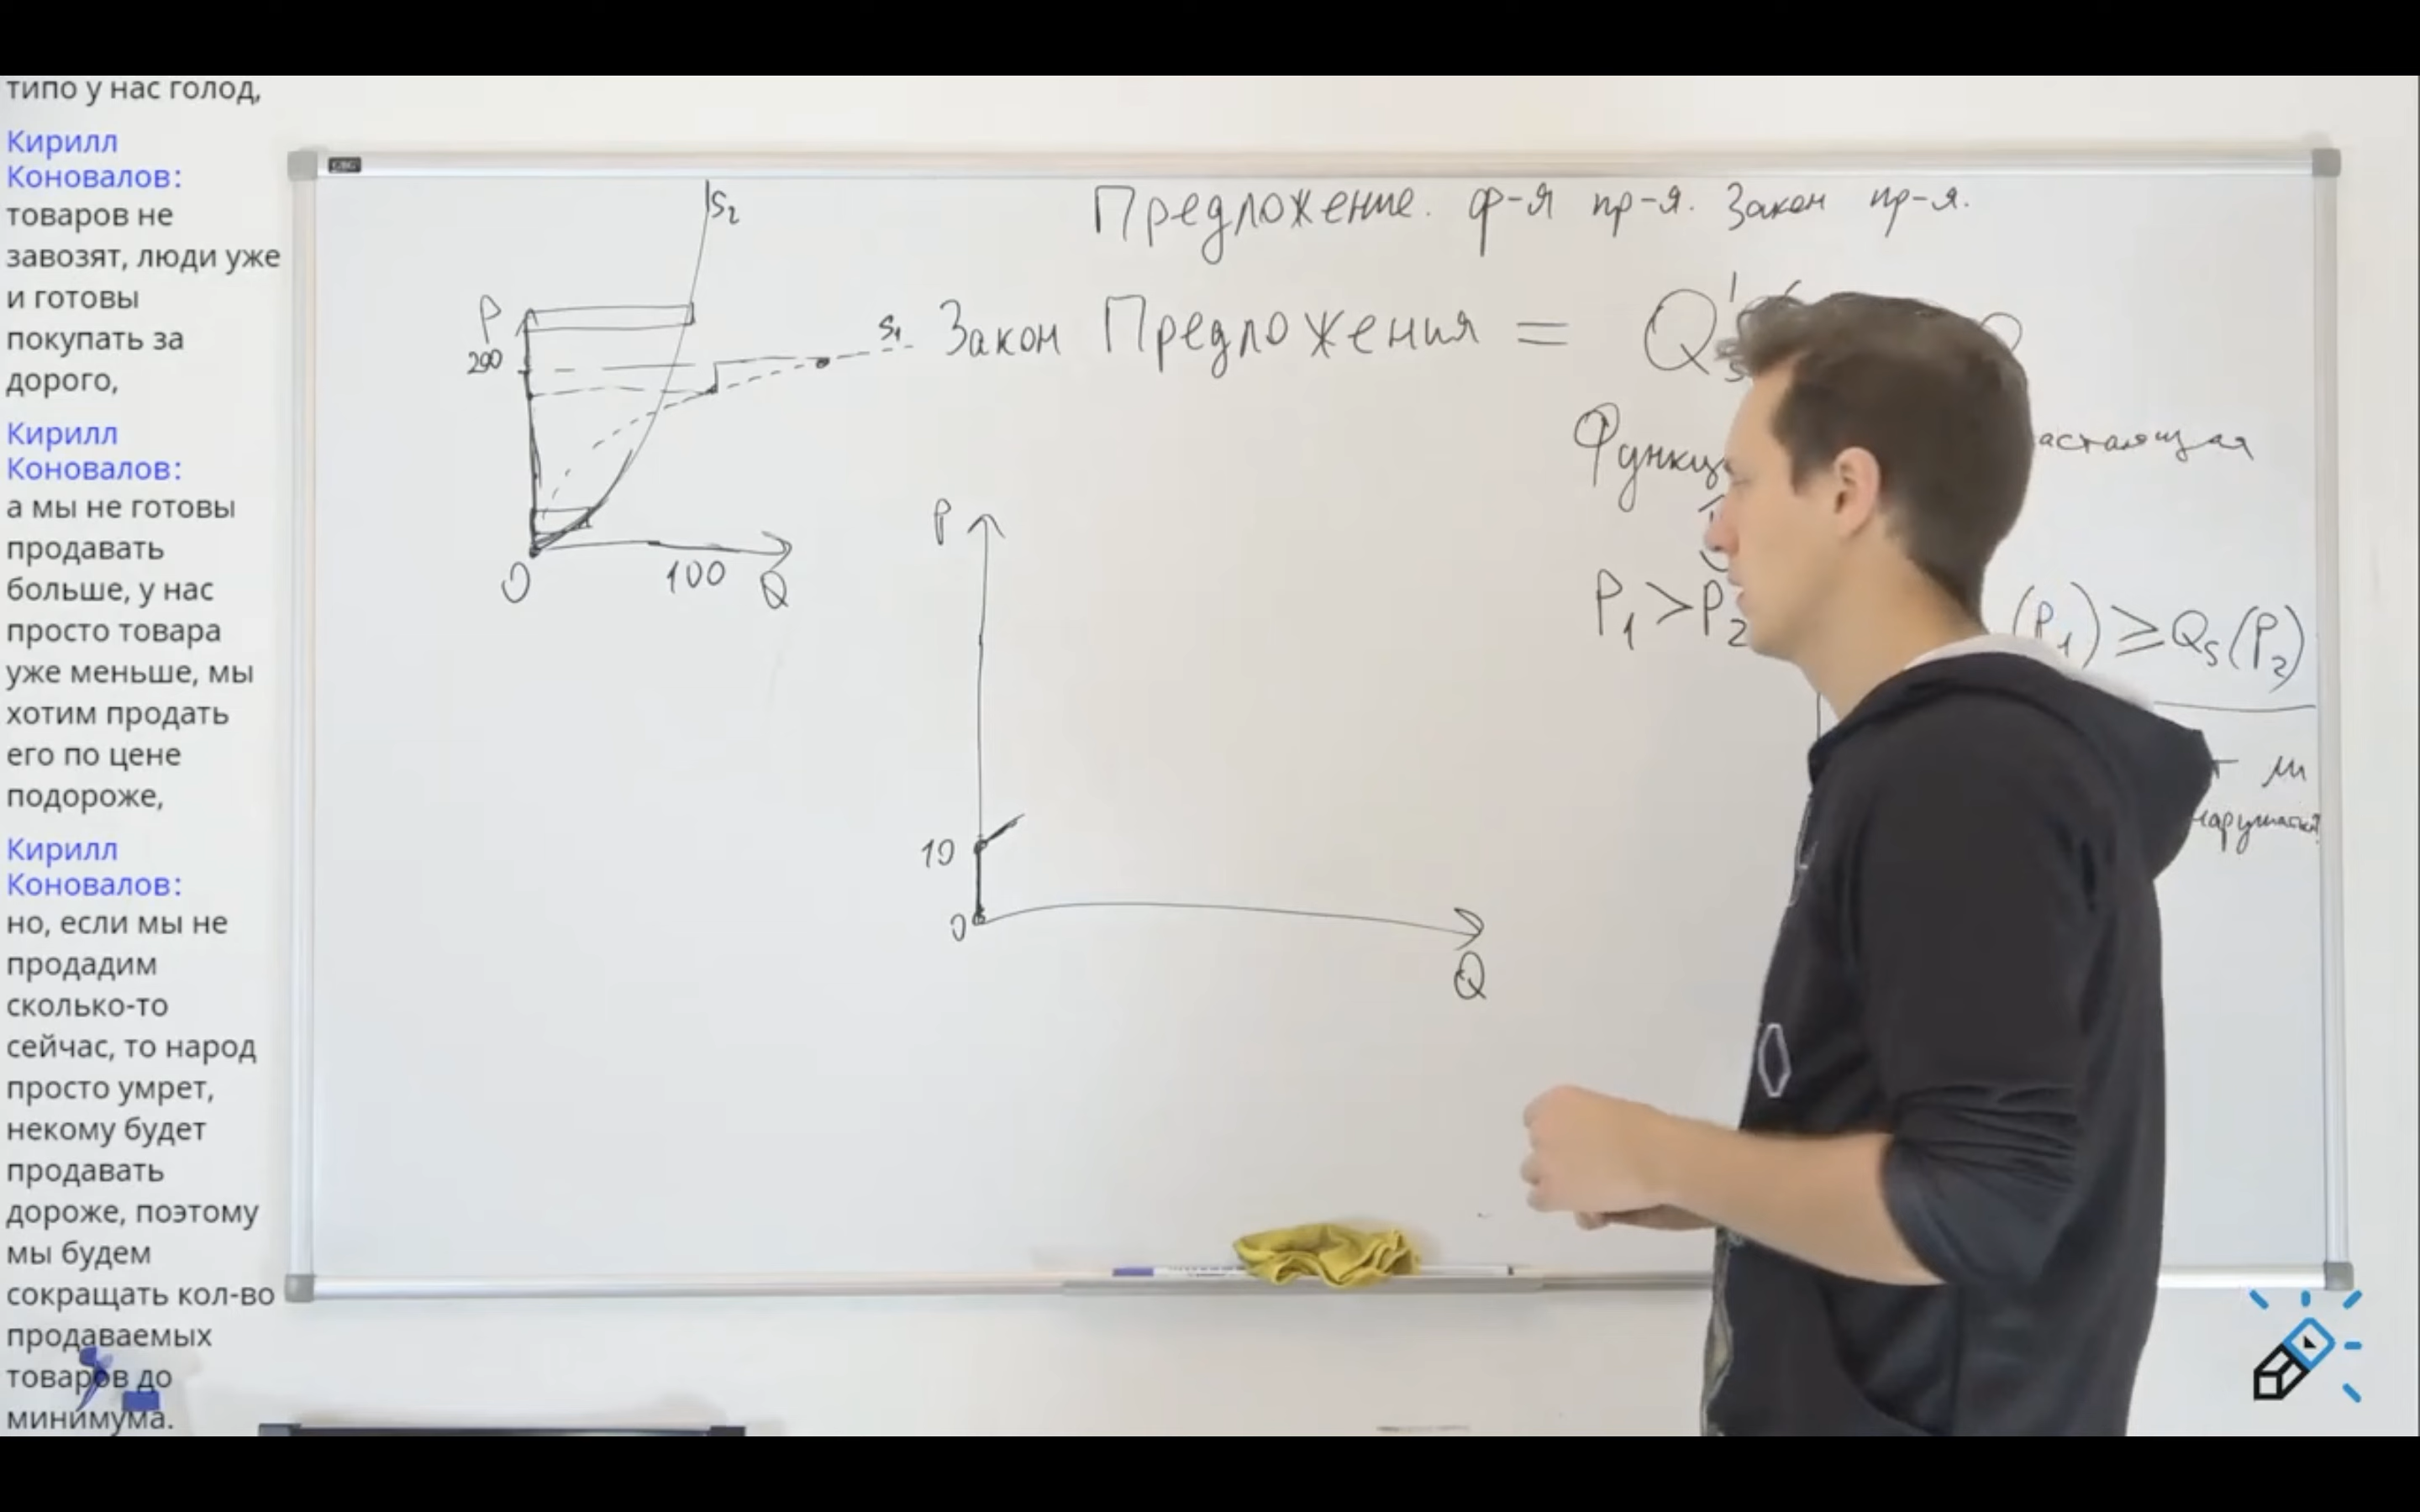 типо у нас голод,
Кирилл
Коновалов:
товаров не
завозят, люди уже
и готовы
покупать за
дорого,
Кирилл
Коновалов:
а мы не готовы
продавать
больше, у нас
просто товара
уже меньше, мы
хотим продать
его по цене
подороже,
Кирилл
Коновалов:
но, если мы не
продадим
сколько-то
сейчас, то народ
просто умрет,
некому будет
продавать
дороже, поэтому
мы будем
сокращать кол-во
продаваемых
товаров до
минимума.
Предложение. ф-я пр-я. Закон пр-я.
S₂
P
200
S₁
0
100
Q
Закон Предложения =
P₁ > P₂
(P₁) ≥ Qₛ(P₂)
ли
P
10
0
Q